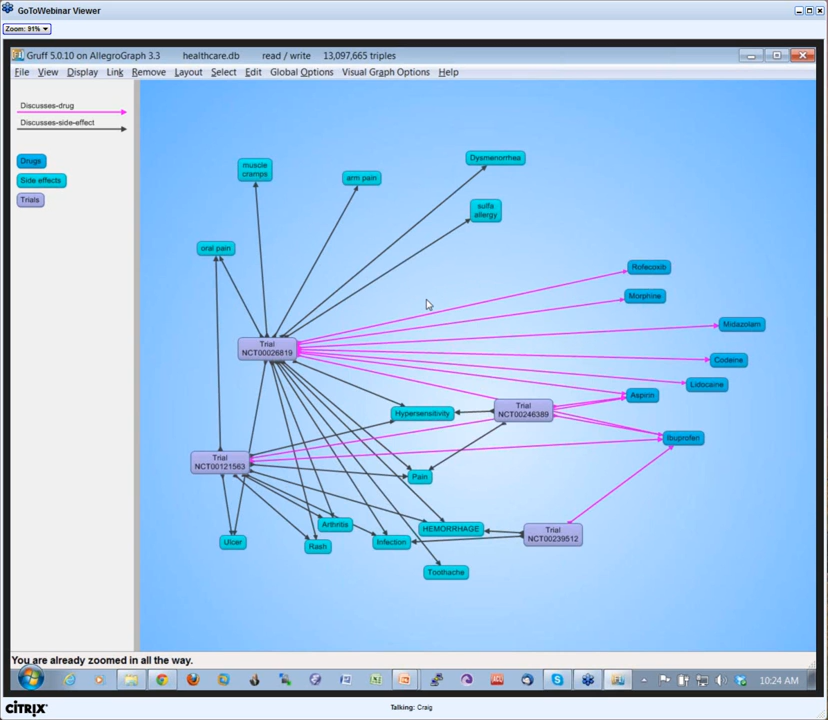 GoToWebinar Viewer
Zoom: 91%
Gruff 5.0.10 on AllegroGraph 3.3 healthcare.db read / write 13,097,665 triples
File View Display Link Remove Layout Select Edit Global Options Visual Graph Options Help
Discusses-drug
Discusses-side-effect
Drugs
Side effects
Trials
muscle
cramps
arm pain
Dysmenorrhea
sulfa
allergy
oral pain
Rofecoxib
Morphine
Midazolam
Trial
NCT00026819
Codeine
Lidocaine
Aspirin
Hypersensitivity
Trial
NCT00246389
Ibuprofen
Trial
NCT00121563
Pain
Arthritis
HEMORRHAGE
Trial
NCT00239512
Ulcer
Rash
Infection
Toothache
You are already zoomed in all the way.
10:24 AM
CITRIX
Talking: Craig